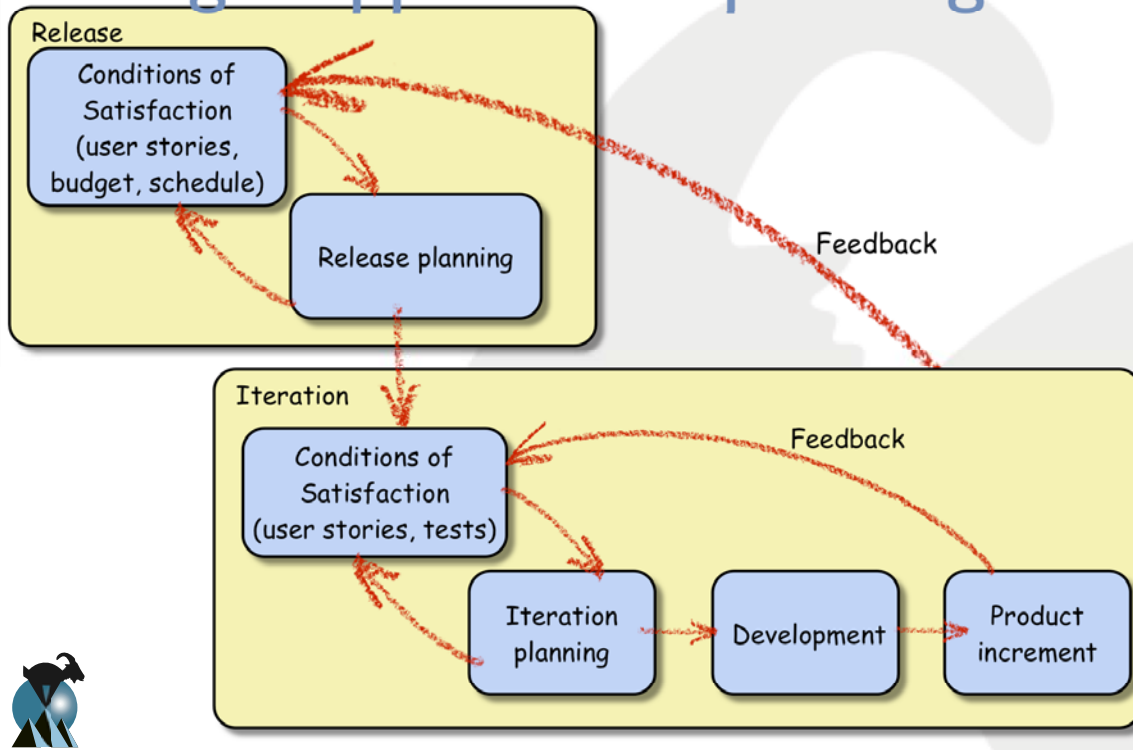 Release
Conditions of
Satisfaction
(user stories,
budget, schedule)
Release planning
Feedback
Iteration
Conditions of
Satisfaction
(user stories, tests)
Feedback
Iteration
planning
Development
Product
increment